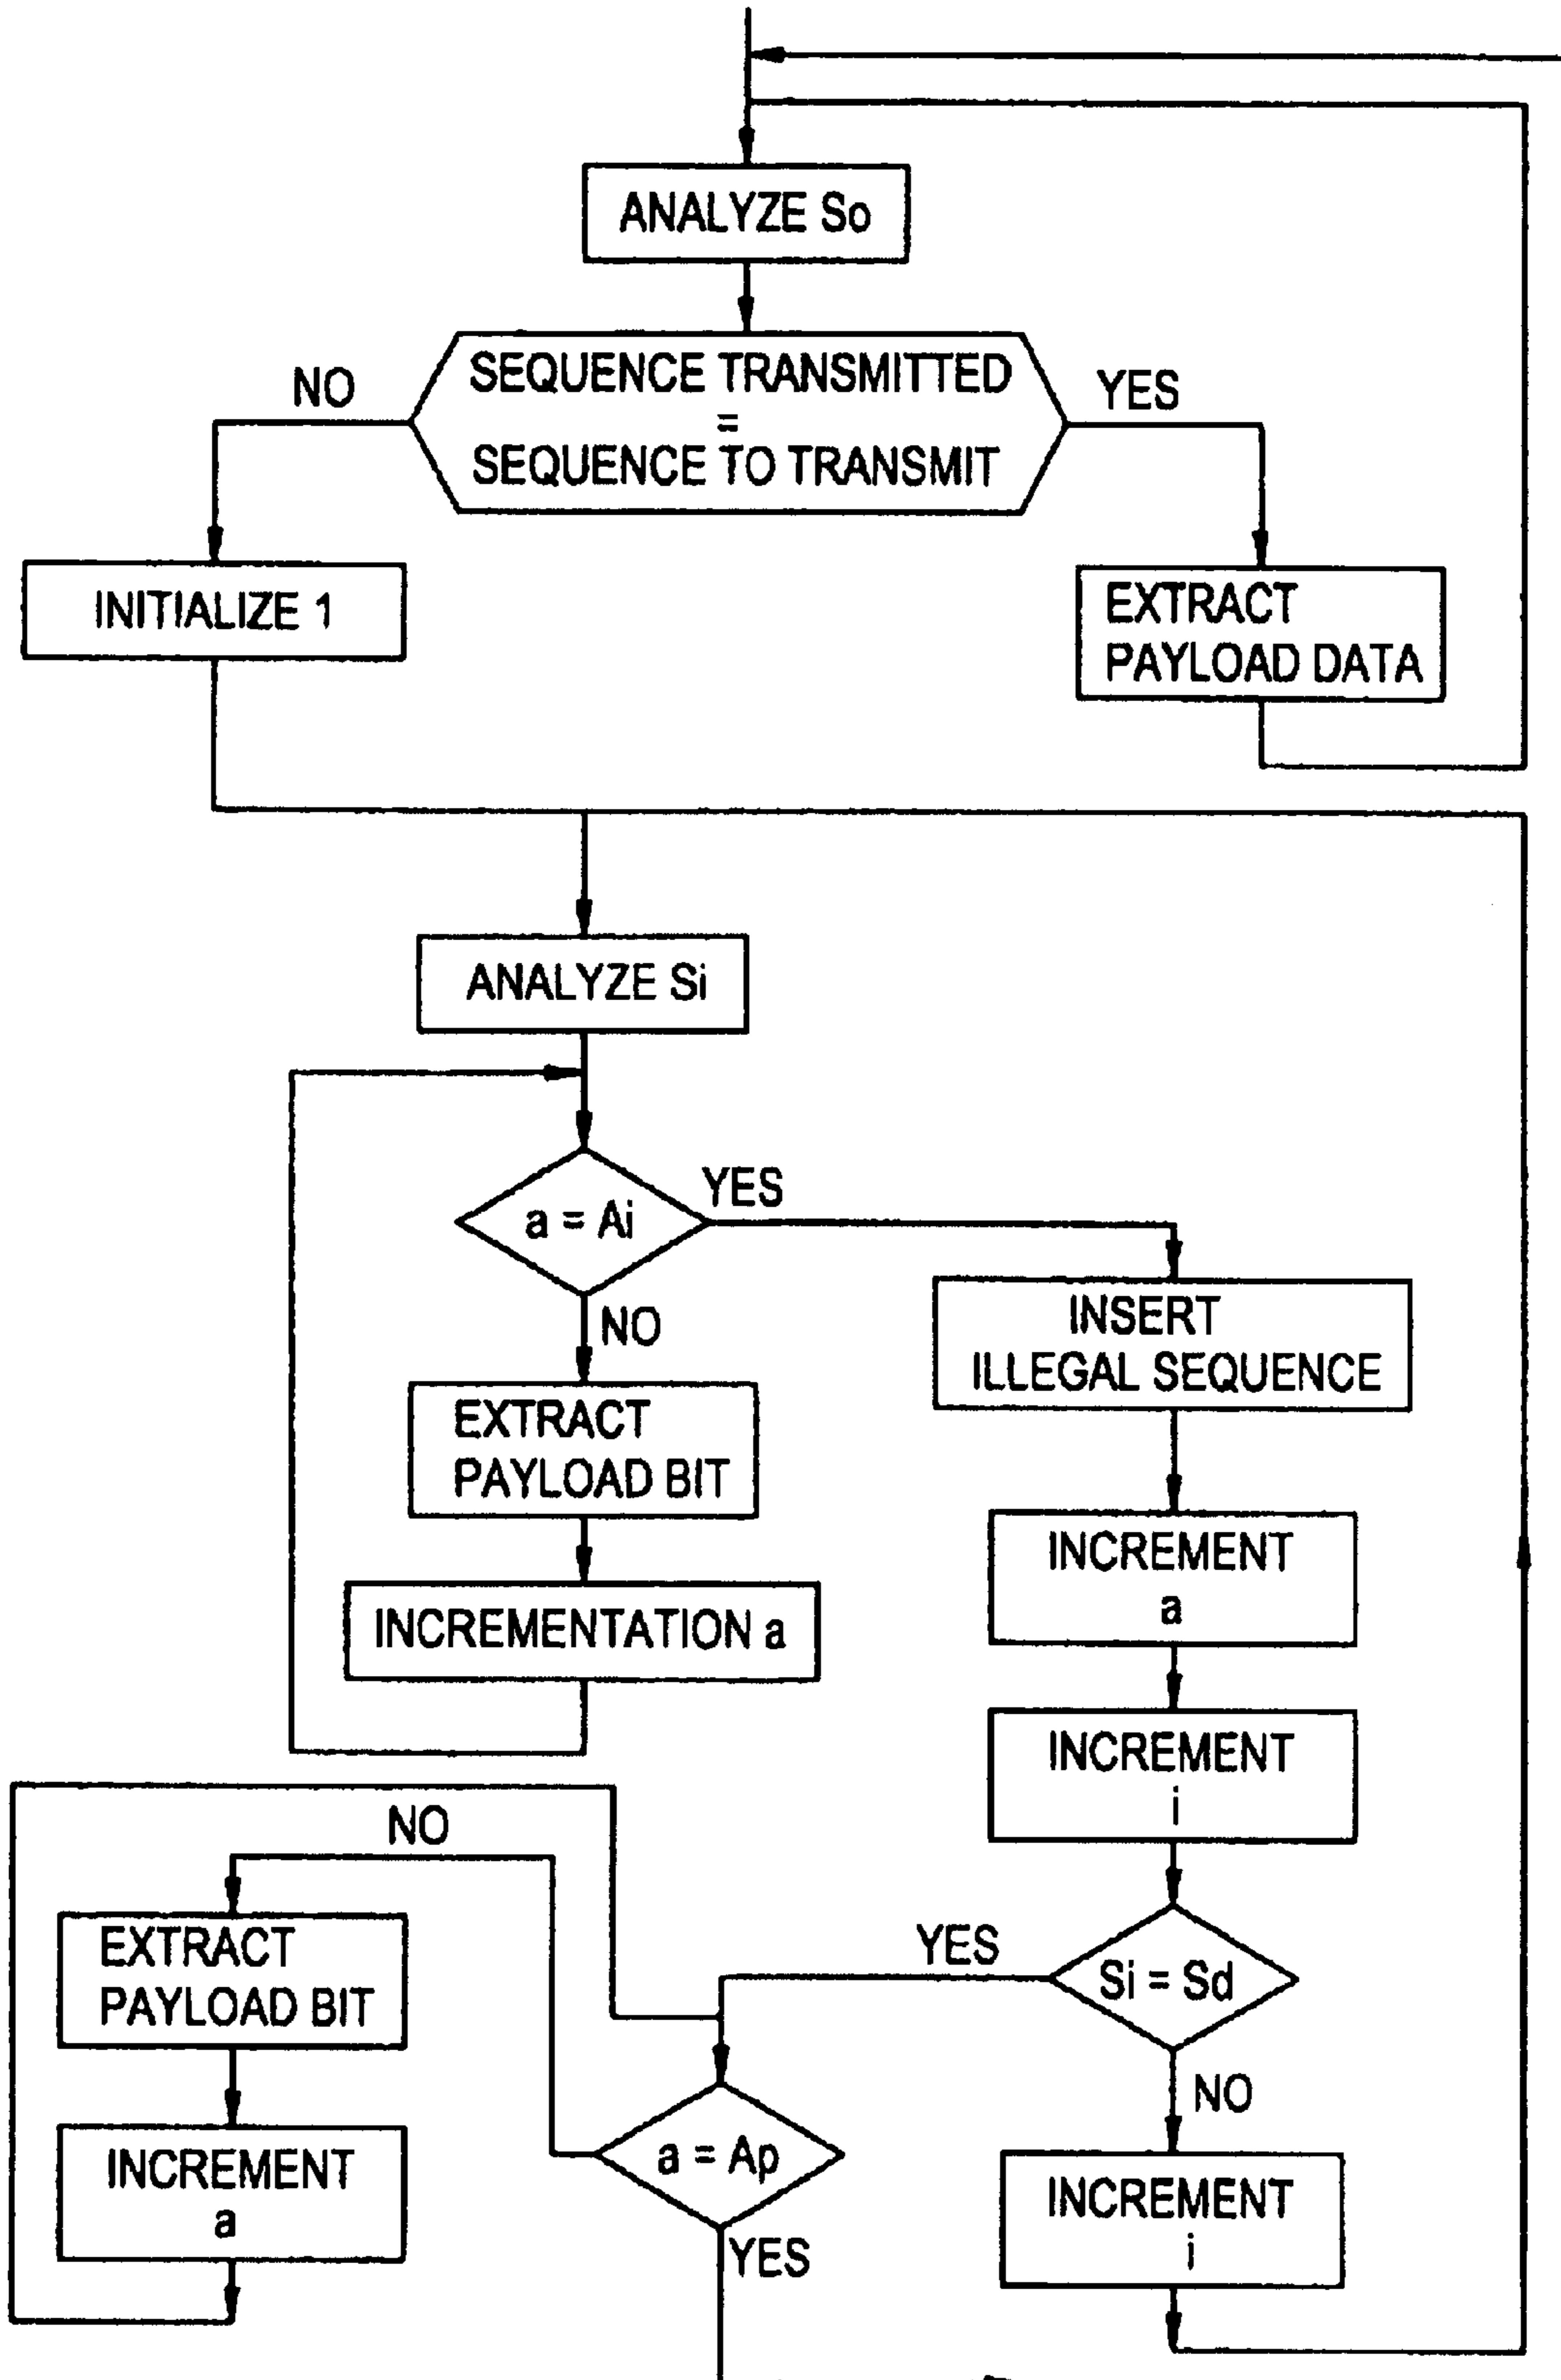 ANALYZE So
NO
SEQUENCE TRANSMITTED
=
SEQUENCE TO TRANSMIT
YES
INITIALIZE 1
EXTRACT
PAYLOAD DATA
ANALYZE Si
a = Ai
YES
NO
INSERT
ILLEGAL SEQUENCE
EXTRACT
PAYLOAD BIT
INCREMENT
a
INCREMENTATION a
INCREMENT
i
NO
EXTRACT
PAYLOAD BIT
YES
Si = Sd
NO
INCREMENT
a
a = Ap
YES
INCREMENT
i